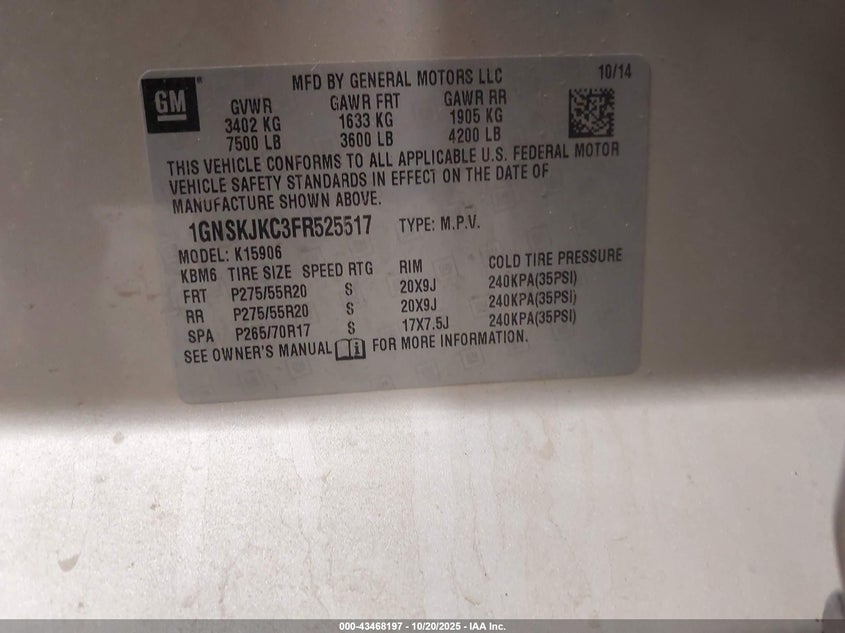 GM ®
MFD BY GENERAL MOTORS LLC 10/14
GVWR GAWR FRT GAWR RR
3402 KG 1633 KG 1905 KG
7500 LB 3600 LB 4200 LB
THIS VEHICLE CONFORMS TO ALL APPLICABLE U.S. FEDERAL MOTOR
VEHICLE SAFETY STANDARDS IN EFFECT ON THE DATE OF
MANUFACTURE SHOWN ABOVE.
1GNSKJKC3FR525517 TYPE: M.P.V.
MODEL: K15906
KBM6 TIRE SIZE SPEED RTG RIM COLD TIRE PRESSURE
FRT P275/55R20 S 20X9J 240KPA(35PSI)
RR P275/55R20 S 20X9J 240KPA(35PSI)
SPA P265/70R17 S 17X7.5J 240KPA(35PSI)
SEE OWNER'S MANUAL FOR MORE INFORMATION.
000-43468197 - 10/20/2025 - IAA Inc.